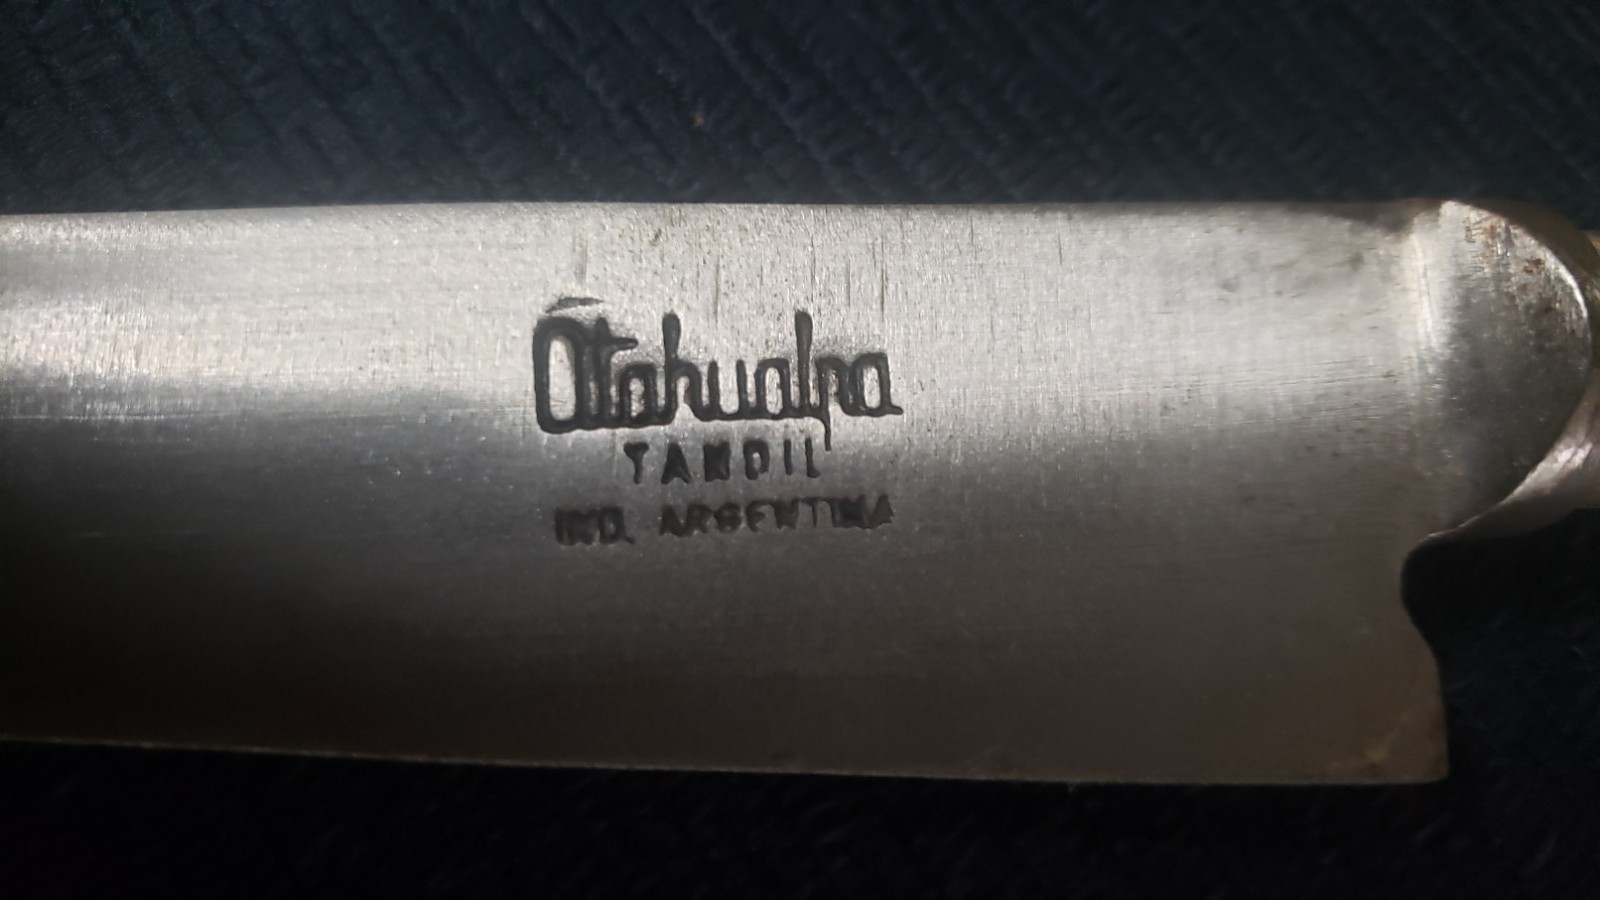 Atahualpa
TANDIL
IND. ARGENTINA